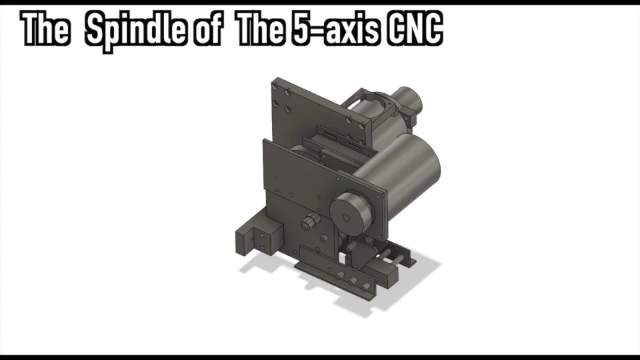 The Spindle of The 5-axis CNC